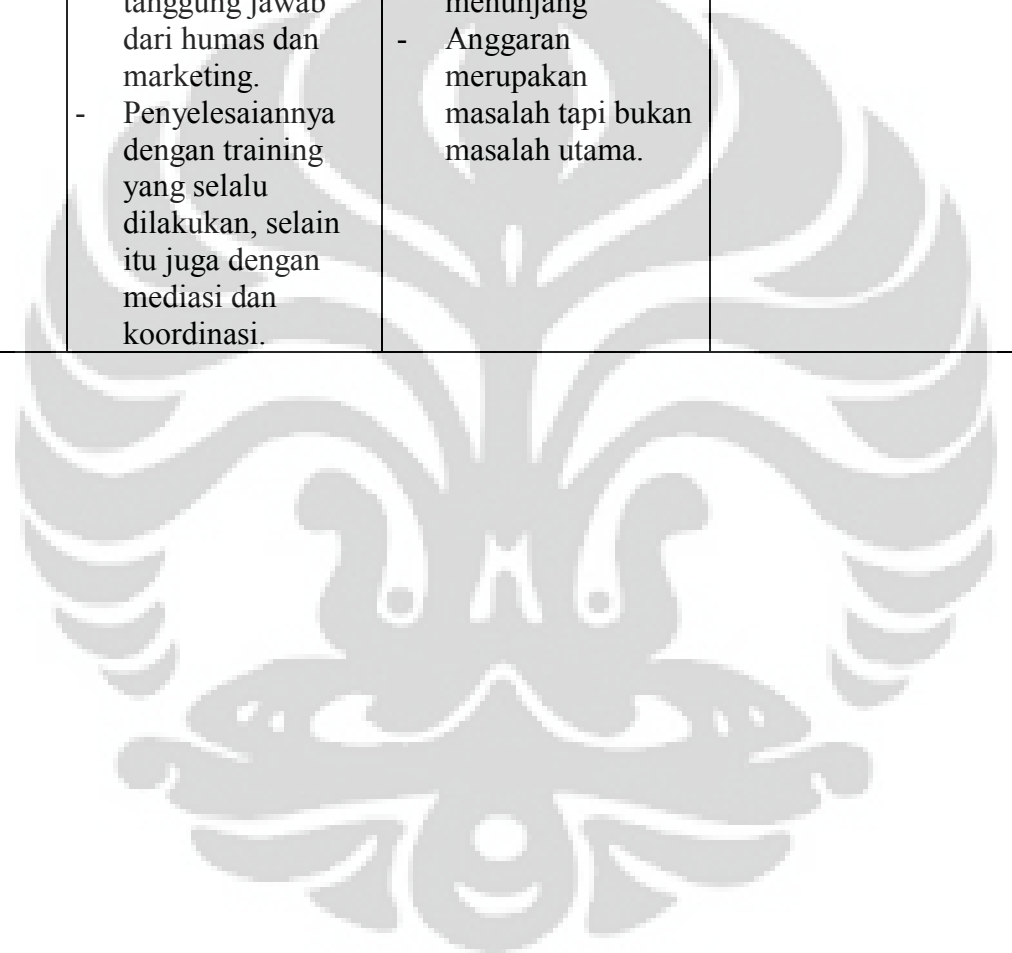 tanggung jawab
dari humas dan
marketing.
- Penyelesaiannya
dengan training
yang selalu
dilakukan, selain
itu juga dengan
mediasi dan
koordinasi.
menunjang
- Anggaran
merupakan
masalah tapi bukan
masalah utama.